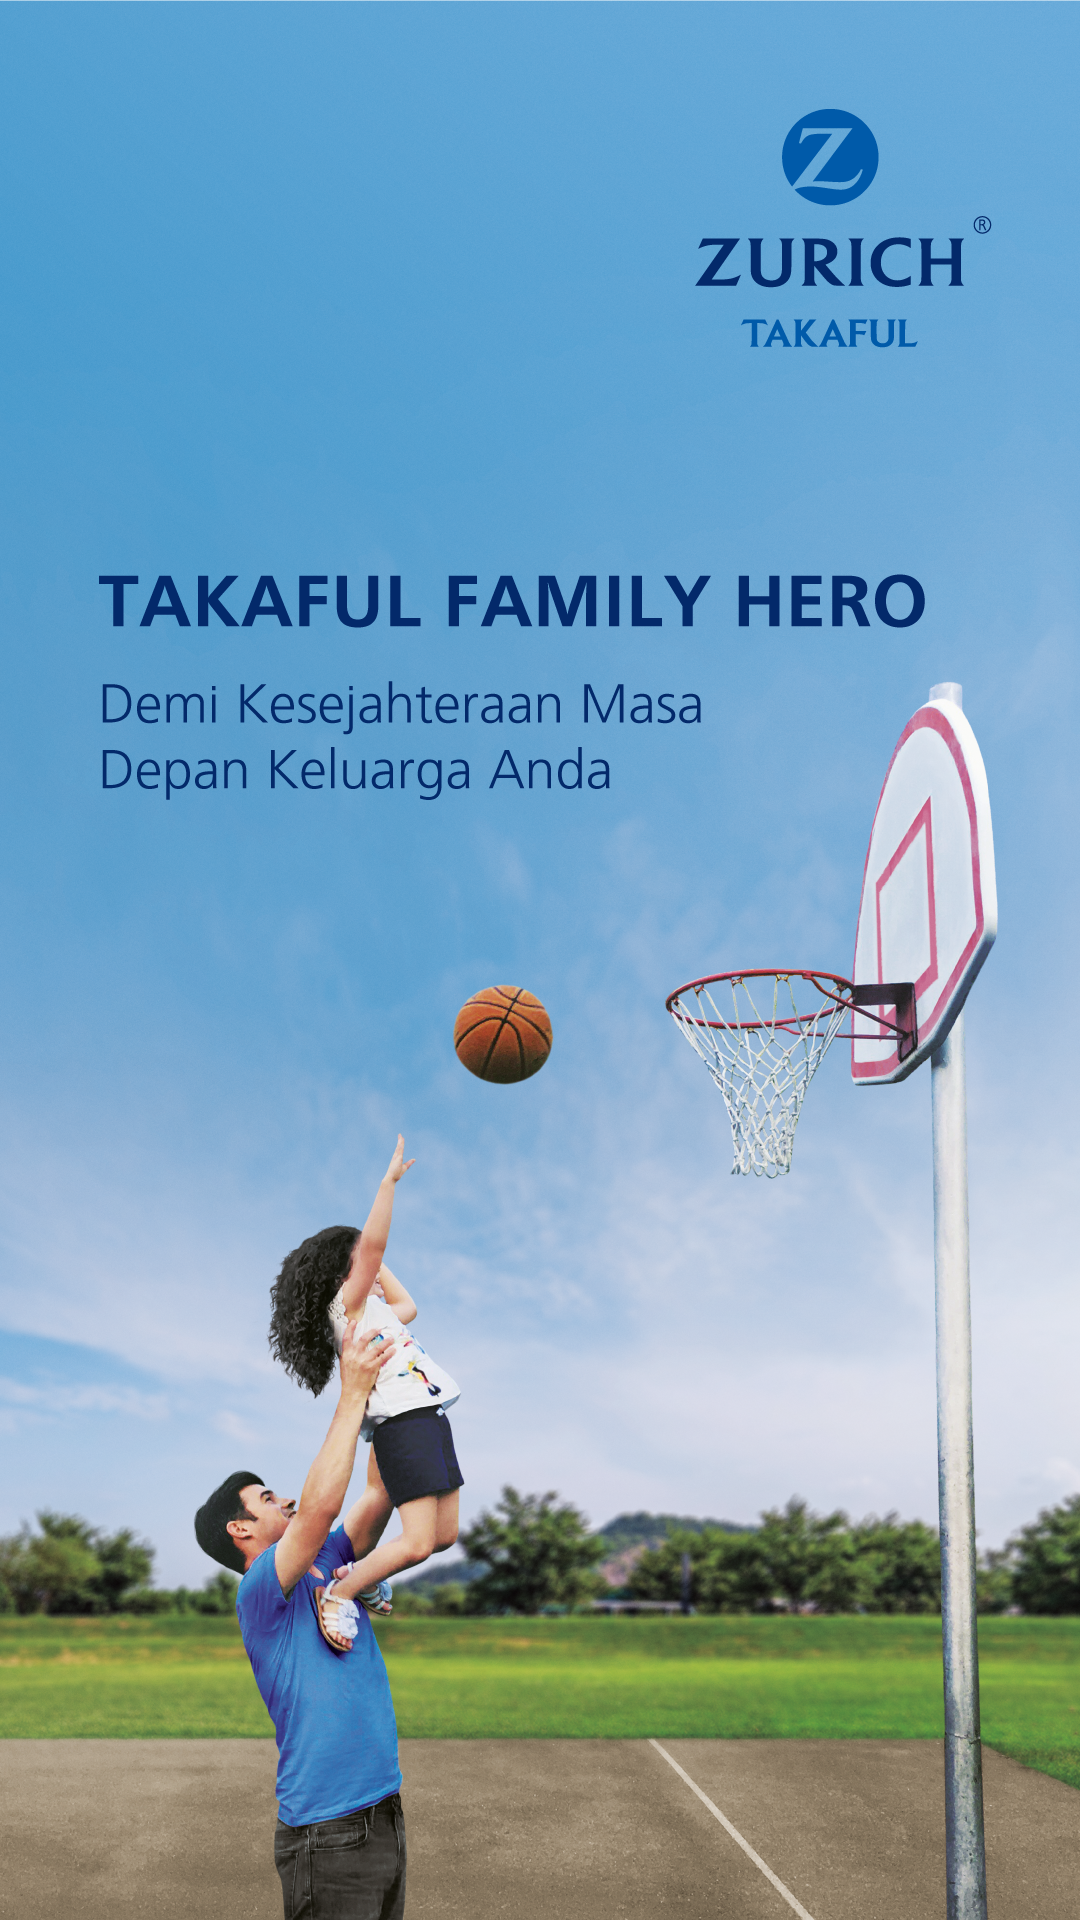 Z
ZURICH®
TAKAFUL
TAKAFUL FAMILY HERO
Demi Kesejahteraan Masa
Depan Keluarga Anda